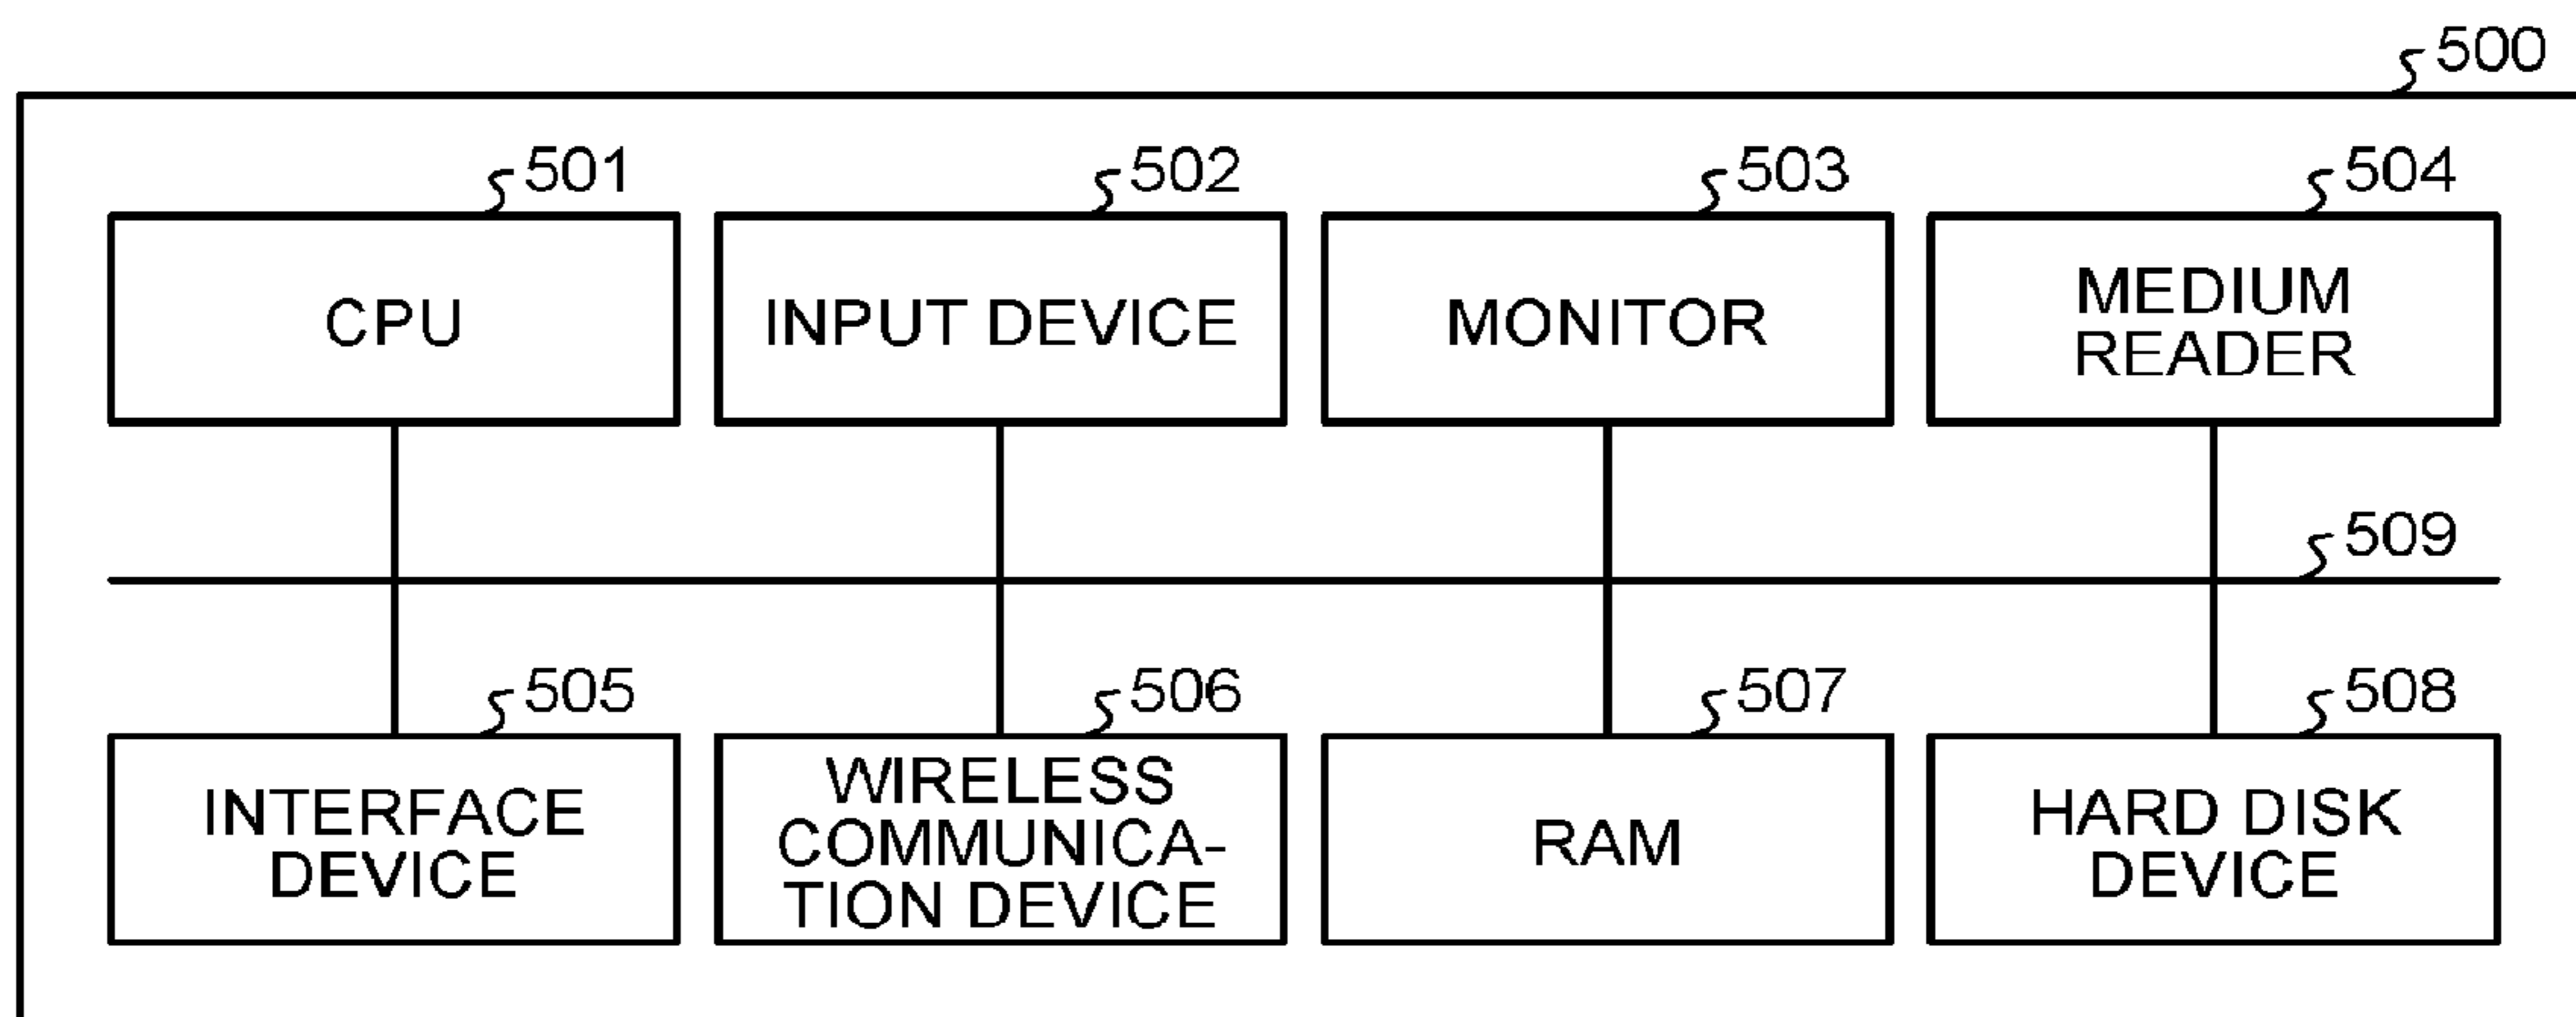 500
501
502
503
504
CPU
INPUT DEVICE
MONITOR
MEDIUM
READER
509
505
506
507
508
INTERFACE
DEVICE
WIRELESS
COMMUNICA-
TION DEVICE
RAM
HARD DISK
DEVICE